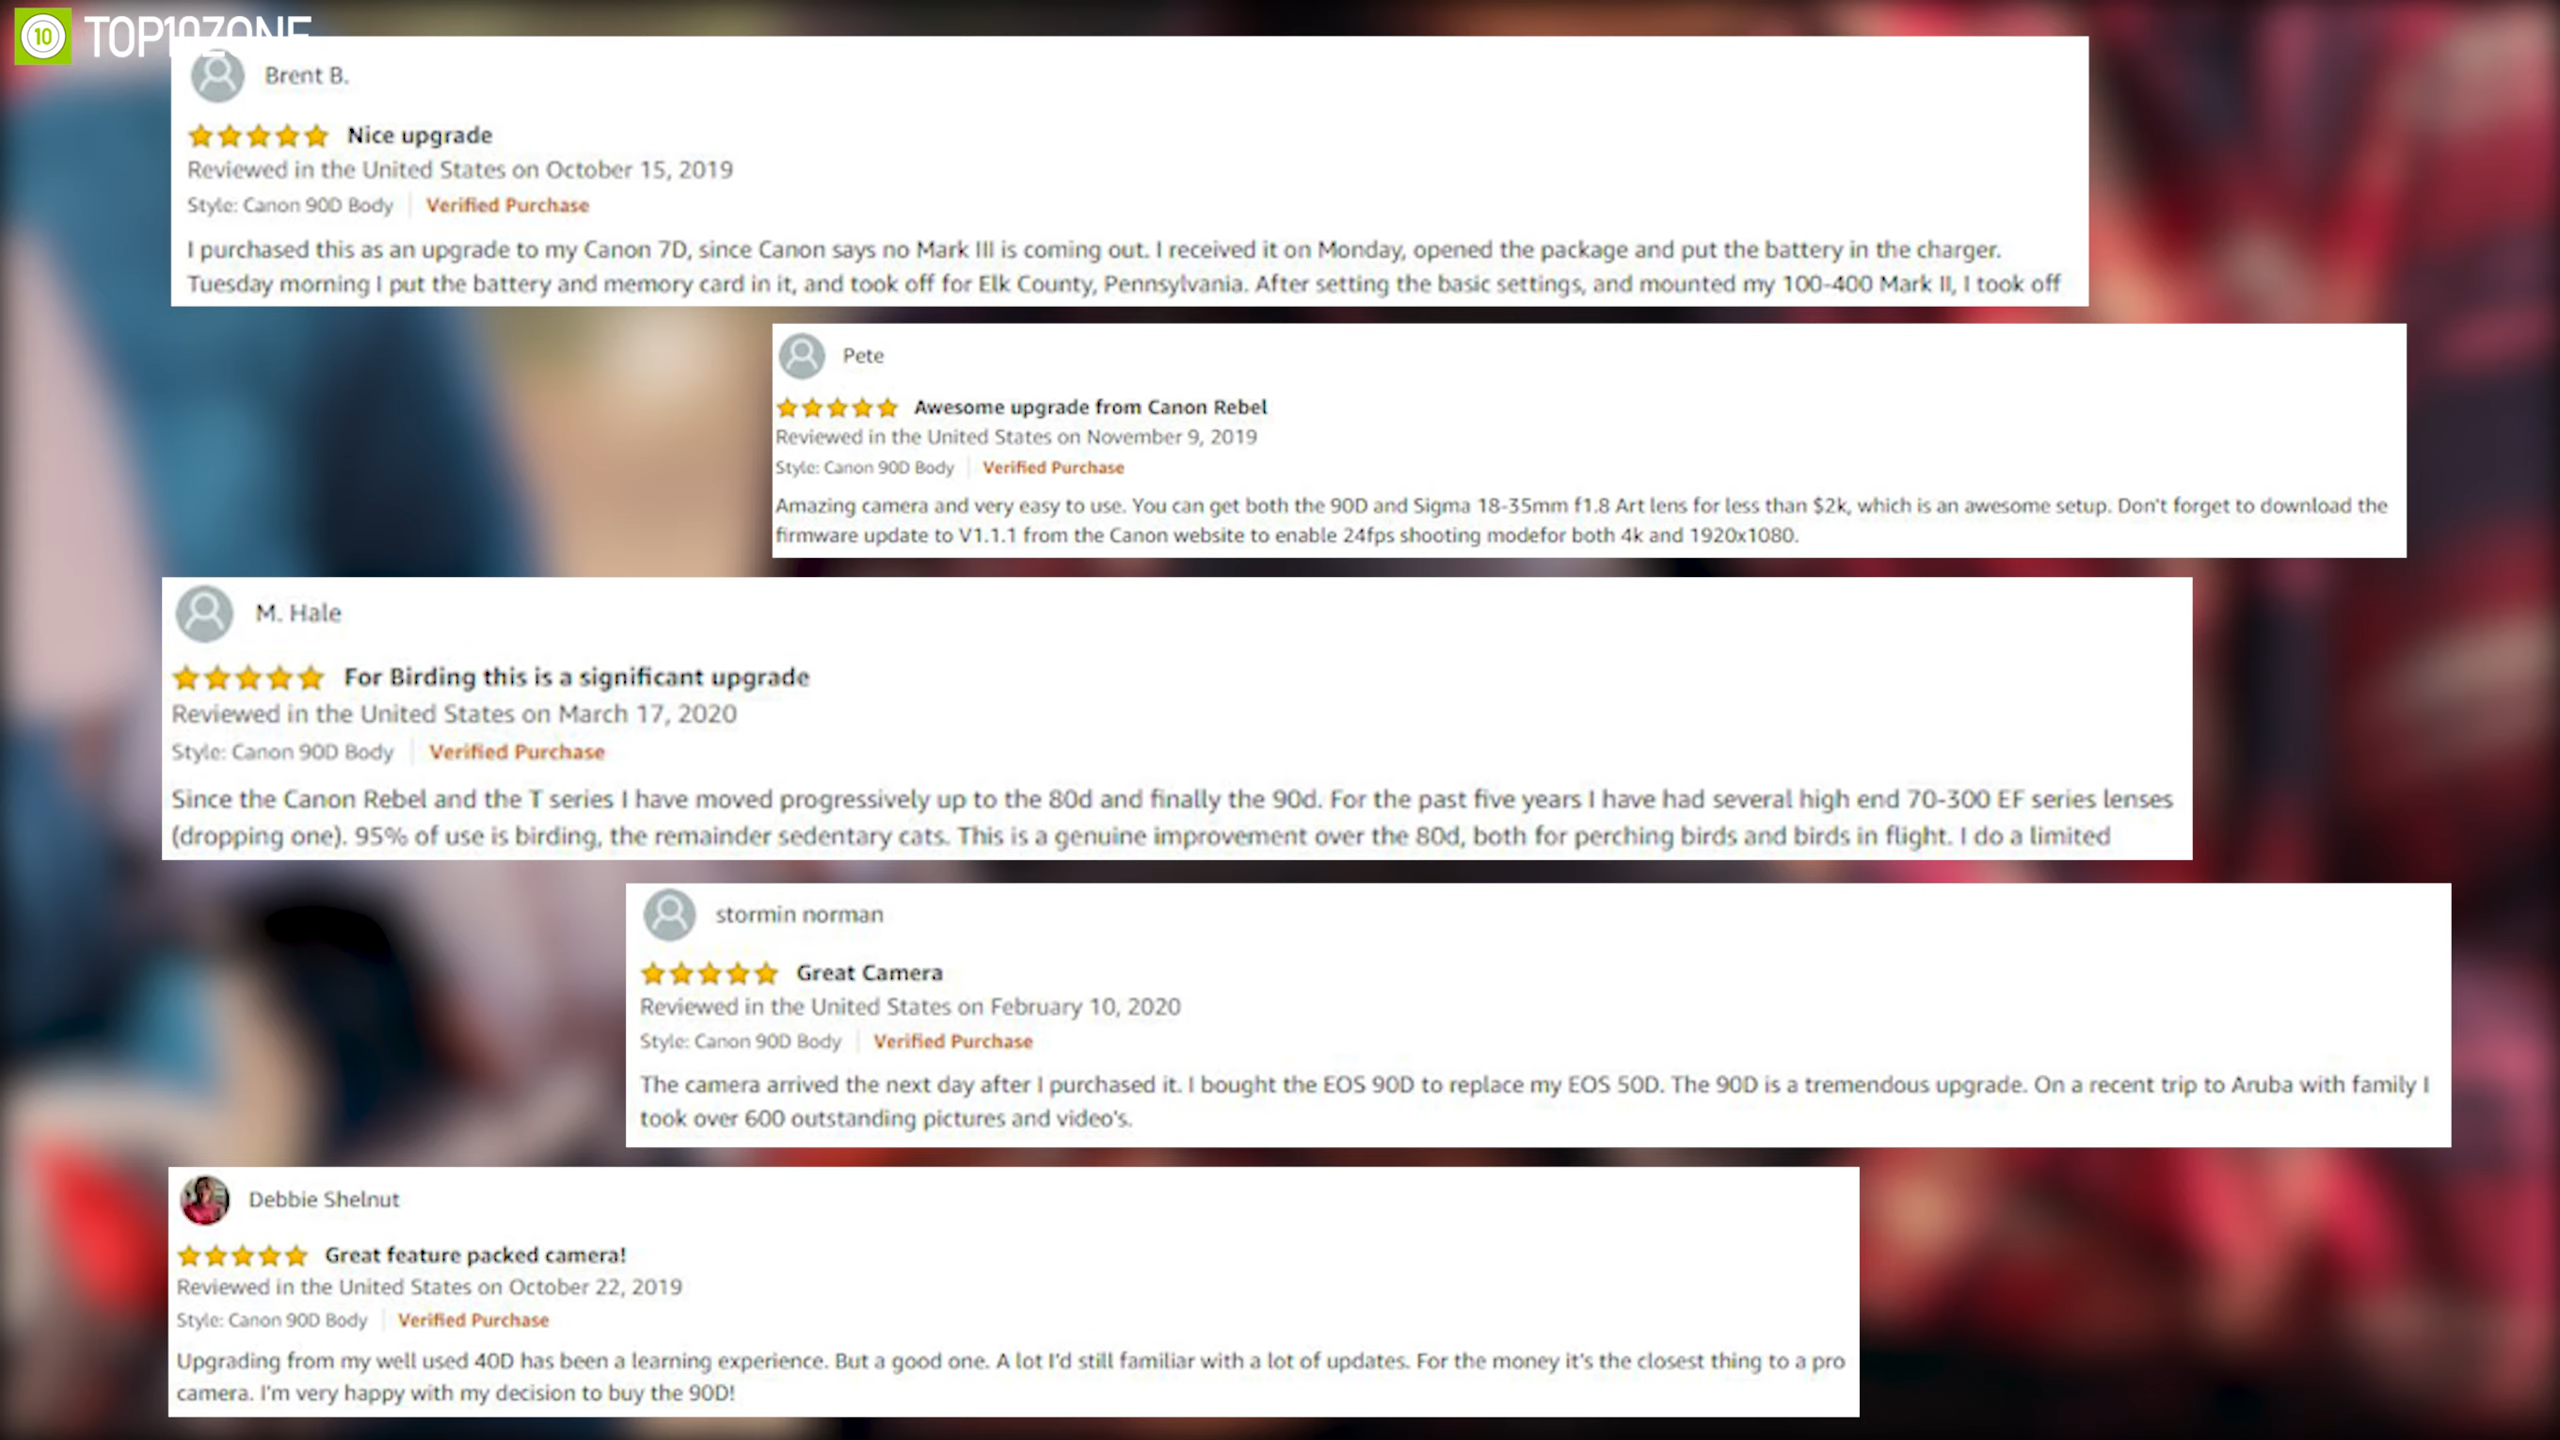 10 TOP10ZONE
Brent B.
Nice upgrade
Reviewed in the United States on October 15, 2019
Style: Canon 90D Body | Verified Purchase
I purchased this as an upgrade to my Canon 7D, since Canon says no Mark III is coming out. I received it on Monday, opened the package and put the battery in the charger.
Tuesday morning I put the battery and memory card in it, and took off for Elk County, Pennsylvania. After setting the basic settings, and mounted my 100-400 Mark II, I took off
Pete
Awesome upgrade from Canon Rebel
Reviewed in the United States on November 9, 2019
Style: Canon 90D Body | Verified Purchase
Amazing camera and very easy to use. You can get both the 90D and Sigma 18-35mm f1.8 Art lens for less than $2k, which is an awesome setup. Don't forget to download the
firmware update to V1.1.1 from the Canon website to enable 24fps shooting modefor both 4k and 1920x1080.
M. Hale
For Birding this is a significant upgrade
Reviewed in the United States on March 17, 2020
Style: Canon 90D Body | Verified Purchase
Since the Canon Rebel and the T series I have moved progressively up to the 80d and finally the 90d. For the past five years I have had several high end 70-300 EF series lenses
(dropping one). 95% of use is birding, the remainder sedentary cats. This is a genuine improvement over the 80d, both for perching birds and birds in flight. I do a limited
stormin norman
Great Camera
Reviewed in the United States on February 10, 2020
Style: Canon 90D Body | Verified Purchase
The camera arrived the next day after I purchased it. I bought the EOS 90D to replace my EOS 50D. The 90D is a tremendous upgrade. On a recent trip to Aruba with family I
took over 600 outstanding pictures and video's.
Debbie Shelnut
Great feature packed camera!
Reviewed in the United States on October 22, 2019
Style: Canon 90D Body | Verified Purchase
Upgrading from my well used 40D has been a learning experience. But a good one. A lot I'd still familiar with a lot of updates. For the money it's the closest thing to a pro
camera. I'm very happy with my decision to buy the 90D!